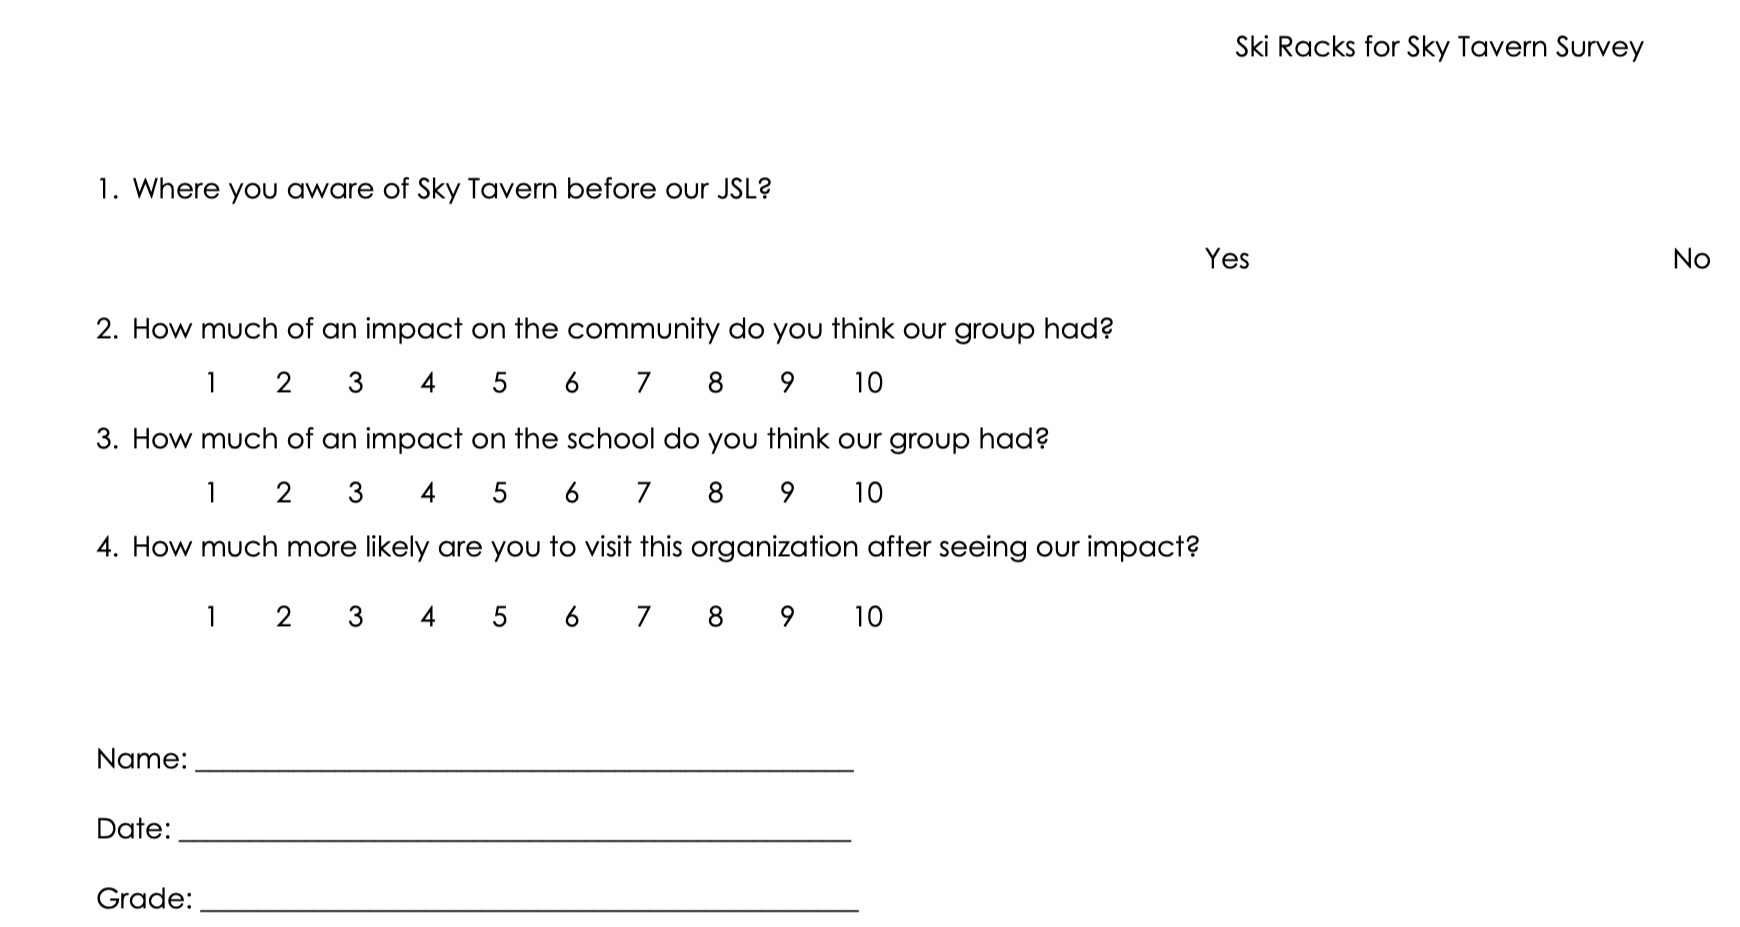 Ski Racks for Sky Tavern Survey
1. Where you aware of Sky Tavern before our JSL?
Yes No
2. How much of an impact on the community do you think our group had?
1 2 3 4 5 6 7 8 9 10
3. How much of an impact on the school do you think our group had?
1 2 3 4 5 6 7 8 9 10
4. How much more likely are you to visit this organization after seeing our impact?
1 2 3 4 5 6 7 8 9 10
Name:
Date:
Grade: